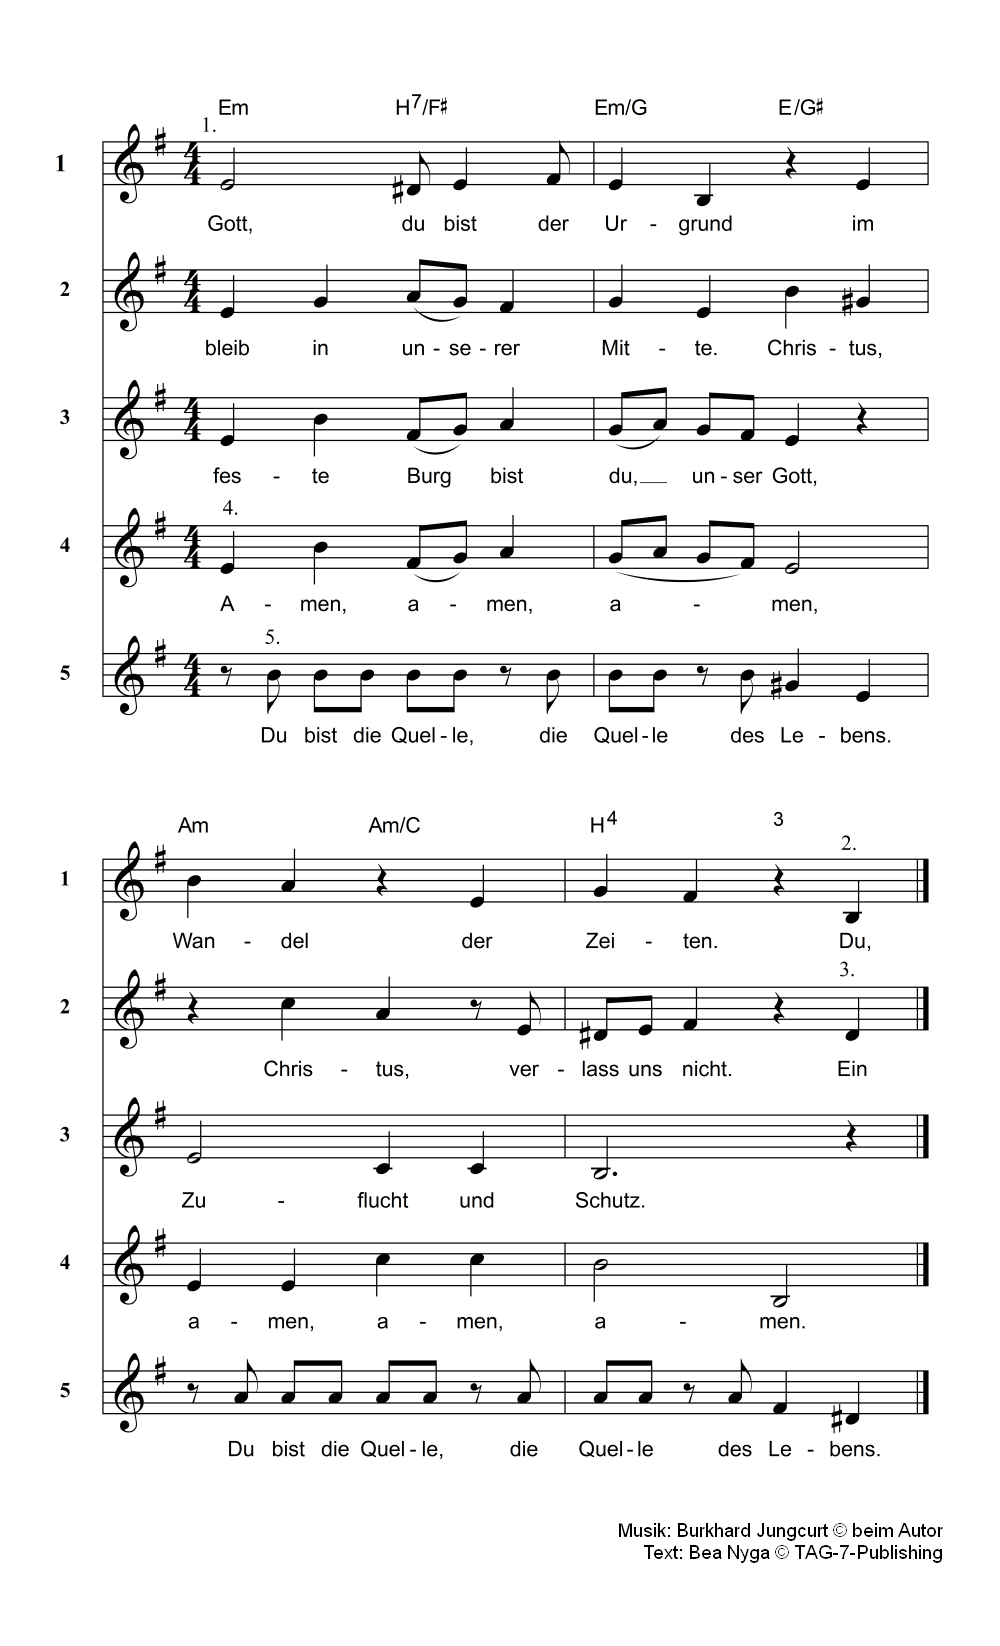 Em H7/F♯ Em/G E/G♯
1.
1
Gott, du bist der Ur - grund im
2
bleib in un - se - rer Mit - te. Chris - tus,
3
fes - te Burg bist du, un - ser Gott,
4.
4
A - men, a - men, a - men,
5.
5
Du bist die Quel - le, die Quel - le des Le - bens.
Am Am/C H4 3
2.
1
Wan - del der Zei - ten. Du,
3.
2
Chris - tus, ver - lass uns nicht. Ein
3
Zu - flucht und Schutz.
4
a - men, a - men, a - men.
5
Du bist die Quel - le, die Quel - le des Le - bens.
Musik: Burkhard Jungcurt © beim Autor
Text: Bea Nyga © TAG-7-Publishing